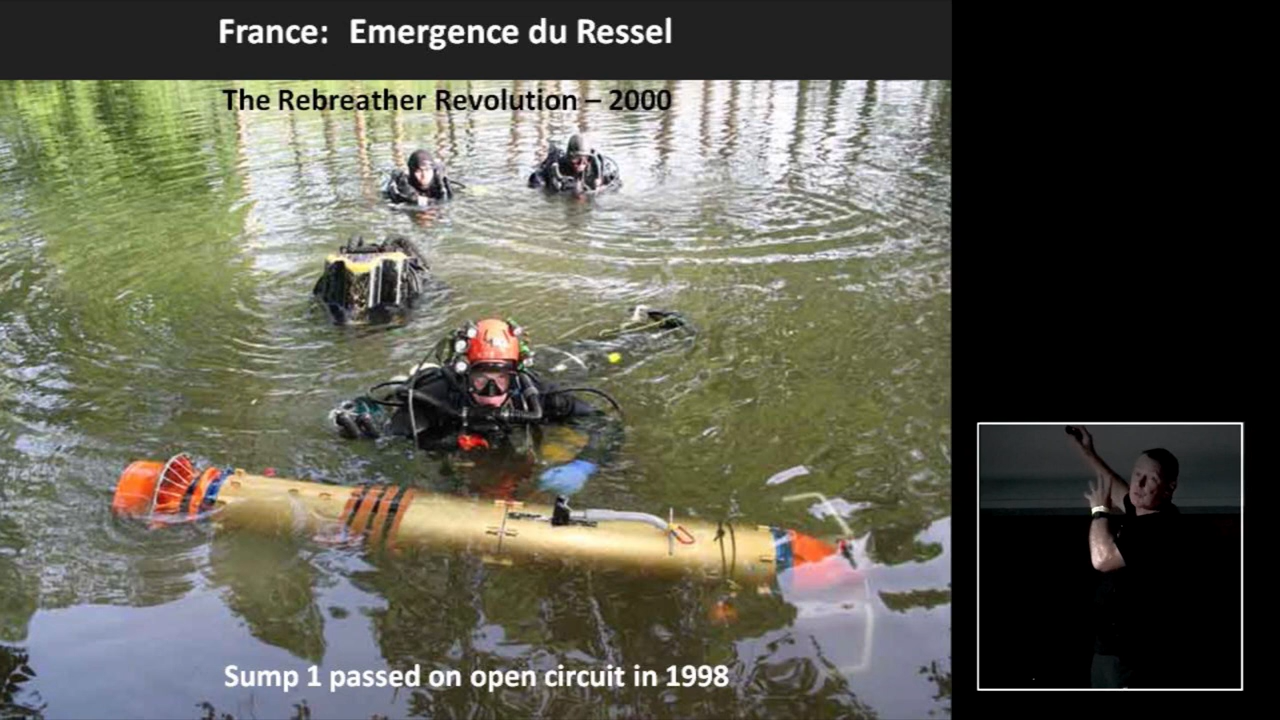 France: Emergence du Ressel
The Rebreather Revolution – 2000
Sump 1 passed on open circuit in 1998